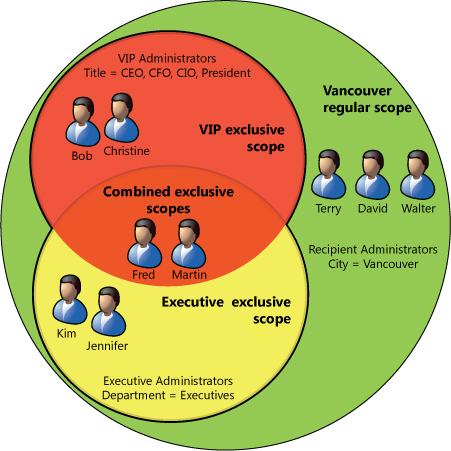 VIP Administrators
Title = CEO, CFO, CIO, President
Bob
Christine
VIP exclusive
scope
Vancouver
regular scope
Terry
David
Walter
Recipient Administrators
City = Vancouver
Combined exclusive
scopes
Fred
Martin
Kim
Jennifer
Executive exclusive
scope
Executive Administrators
Department = Executives